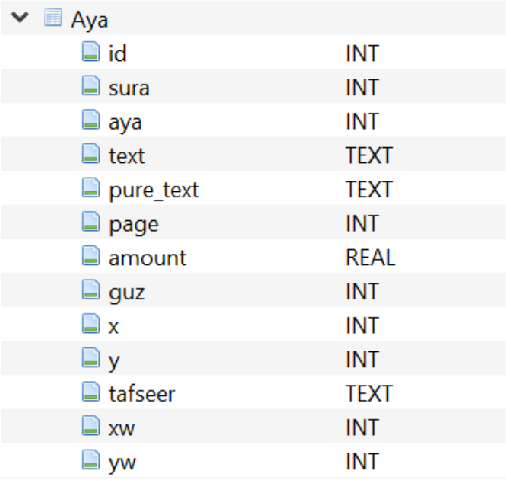 Aya
id INT
sura INT
aya INT
text TEXT
pure_text TEXT
page INT
amount REAL
guz INT
x INT
y INT
tafseer TEXT
xw INT
yw INT